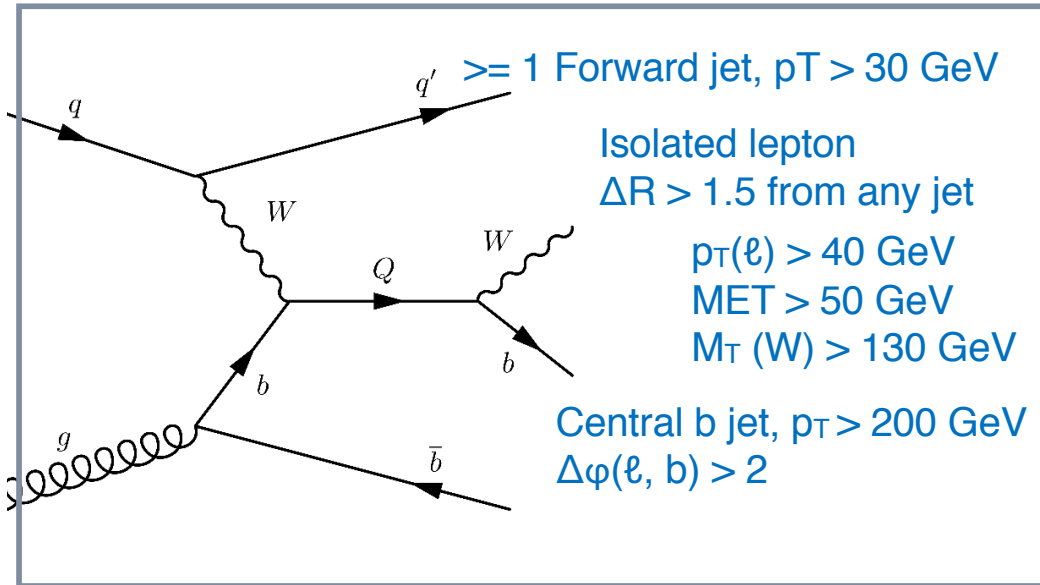 >= 1 Forward jet, pT > 30 GeV
q
q′
Isolated lepton
ΔR > 1.5 from any jet
W
W
pT(ℓ) > 40 GeV
Q
MET > 50 GeV
MT (W) > 130 GeV
b
b
Central b jet, pT > 200 GeV
g
b̄
Δφ(ℓ, b) > 2